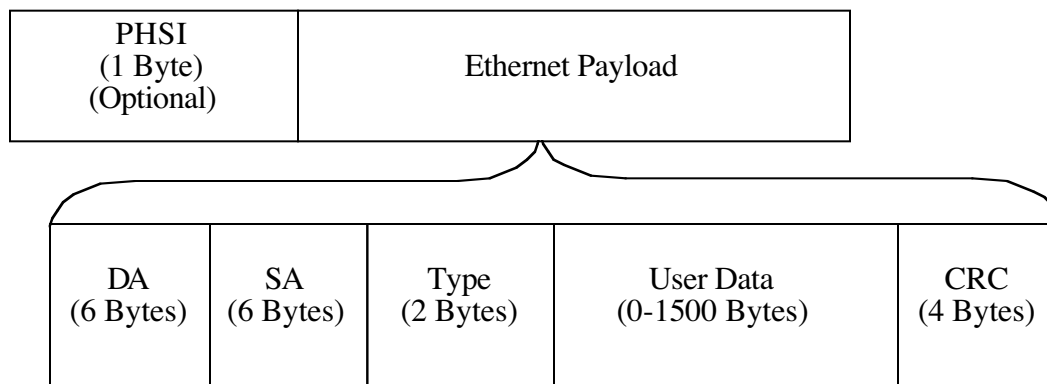 PHSI
(1 Byte)
(Optional)
Ethernet Payload
DA
(6 Bytes)
SA
(6 Bytes)
Type
(2 Bytes)
User Data
(0-1500 Bytes)
CRC
(4 Bytes)